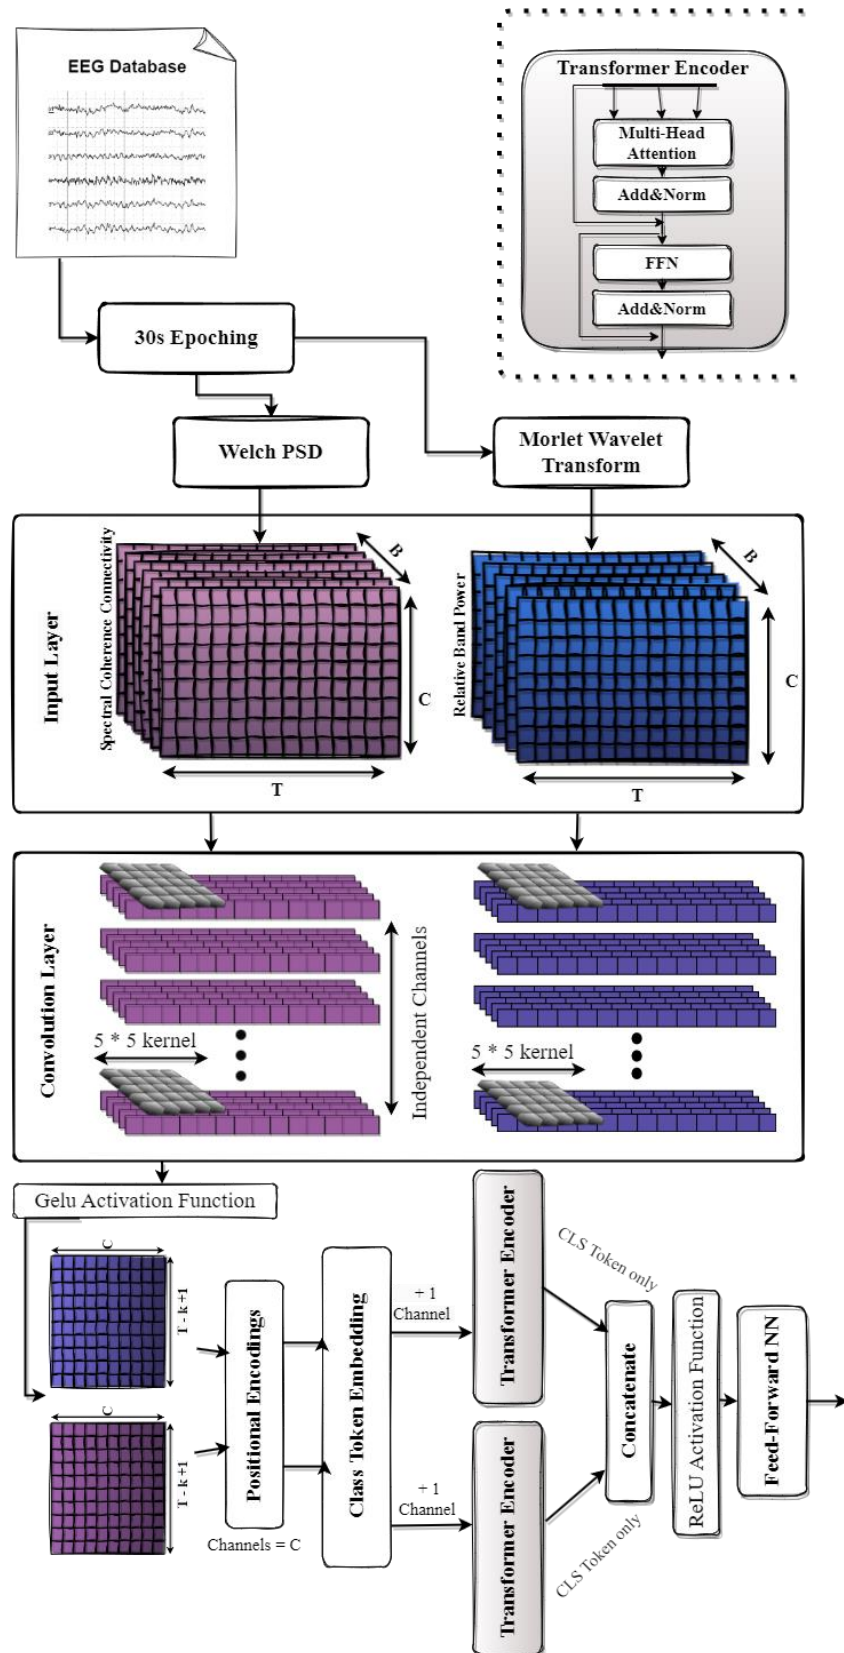 EEG Database
Transformer Encoder
Multi-Head
Attention
Add&Norm
FFN
Add&Norm
30s Epoching
Welch PSD
Morlet Wavelet
Transform
Input Layer
Spectral Coherence Connectivity
B
C
T
Relative Band Power
B
C
T
Convolution Layer
5 * 5 kernel
Independent Channels
5 * 5 kernel
Gelu Activation Function
C
T - k +1
C
T - k +1
Positional Encodings
Channels = C
Class Token Embedding
+ 1
Channel
+ 1
Channel
Transformer Encoder
Transformer Encoder
CLS Token only
CLS Token only
Concatenate
ReLU Activation Function
Feed-Forward NN